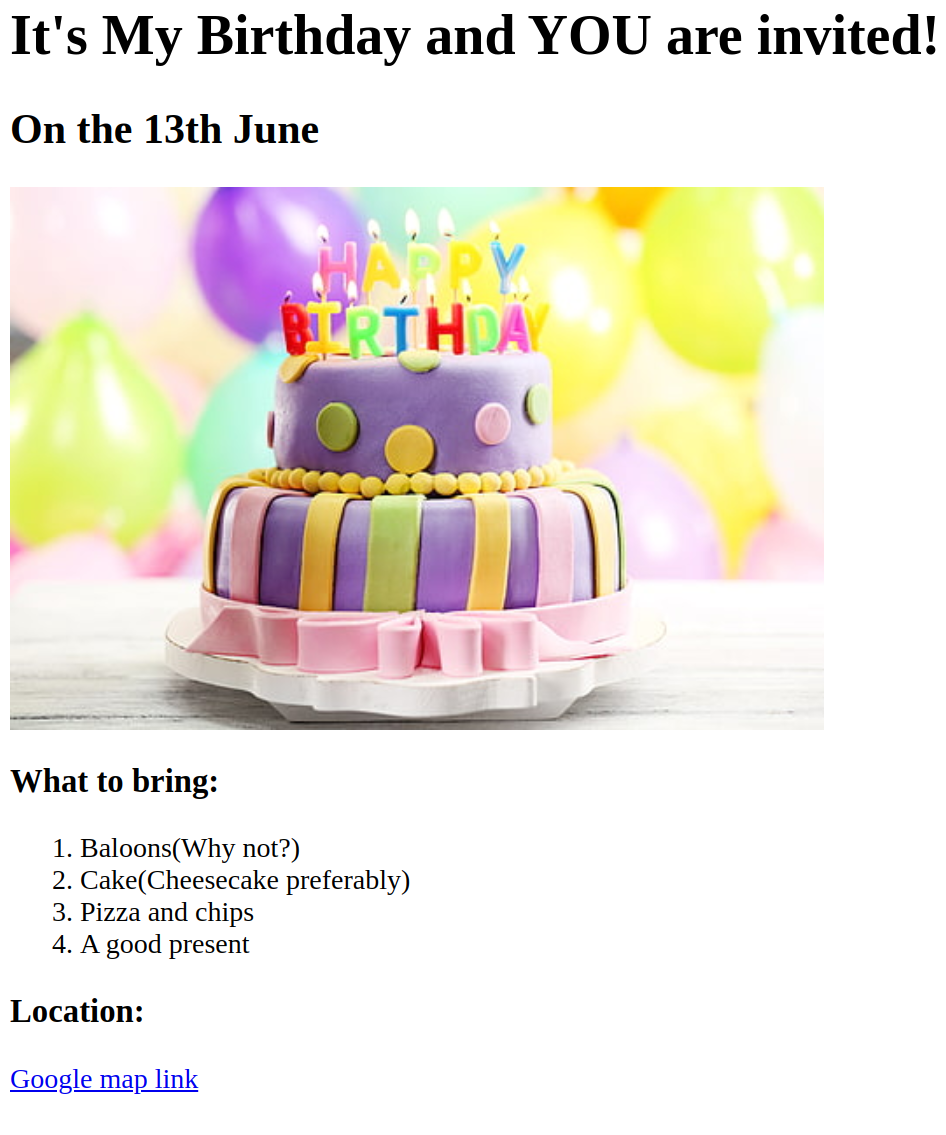 It's My Birthday and YOU are invited!
On the 13th June
HAPPY
BIRTHDAY
What to bring:
1. Baloons(Why not?)
2. Cake(Cheesecake preferably)
3. Pizza and chips
4. A good present
Location:
Google map link